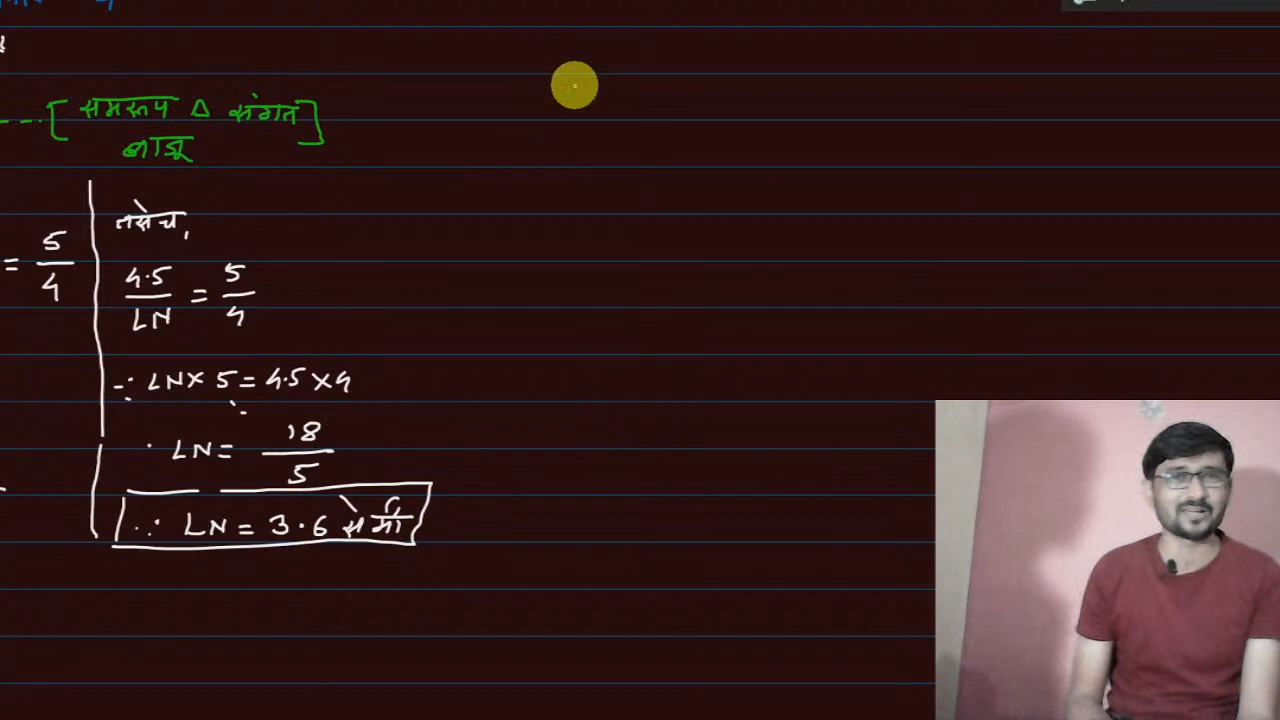 ---- [ समरूप Δ संगत ]
बाजू
= 5/4
तसेच,
4.5/LN = 5/4
∴ LN × 5 = 4.5 × 4
∴ LN = 18/5
∴ LN = 3.6 सेमी